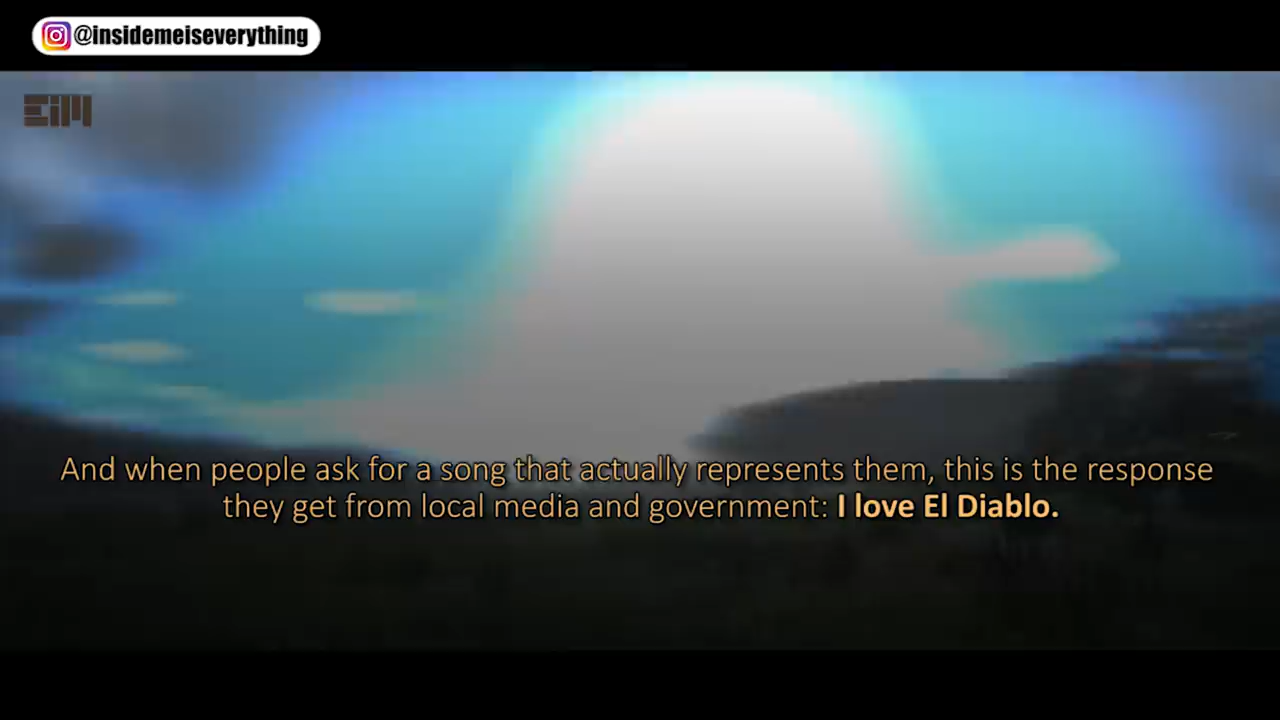 @insidemeiseverything
EiM
And when people ask for a song that actually represents them, this is the response
they get from local media and government: I love El Diablo.